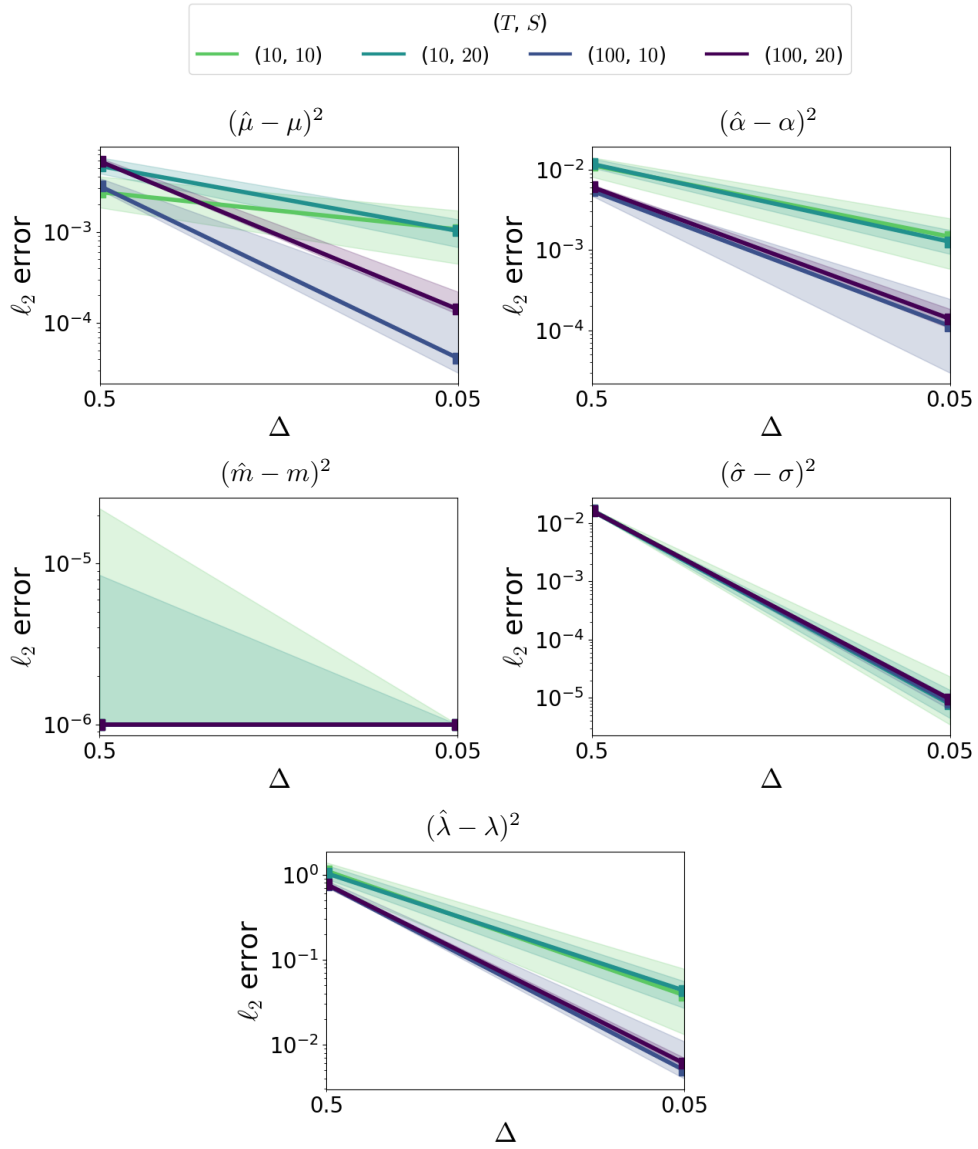 (T, S)
(10, 10) (10, 20) (100, 10) (100, 20)
(μ̂ − μ)² (α̂ − α)²
ℓ₂ error 10⁻³ 10⁻⁴ ℓ₂ error 10⁻² 10⁻³ 10⁻⁴
0.5 0.05 0.5 0.05
Δ Δ
(m̂ − m)² (σ̂ − σ)²
ℓ₂ error 10⁻⁵ 10⁻⁶ ℓ₂ error 10⁻² 10⁻³ 10⁻⁴ 10⁻⁵
0.5 0.05 0.5 0.05
Δ Δ
(λ̂ − λ)²
ℓ₂ error 10⁰ 10⁻¹ 10⁻²
0.5 0.05
Δ